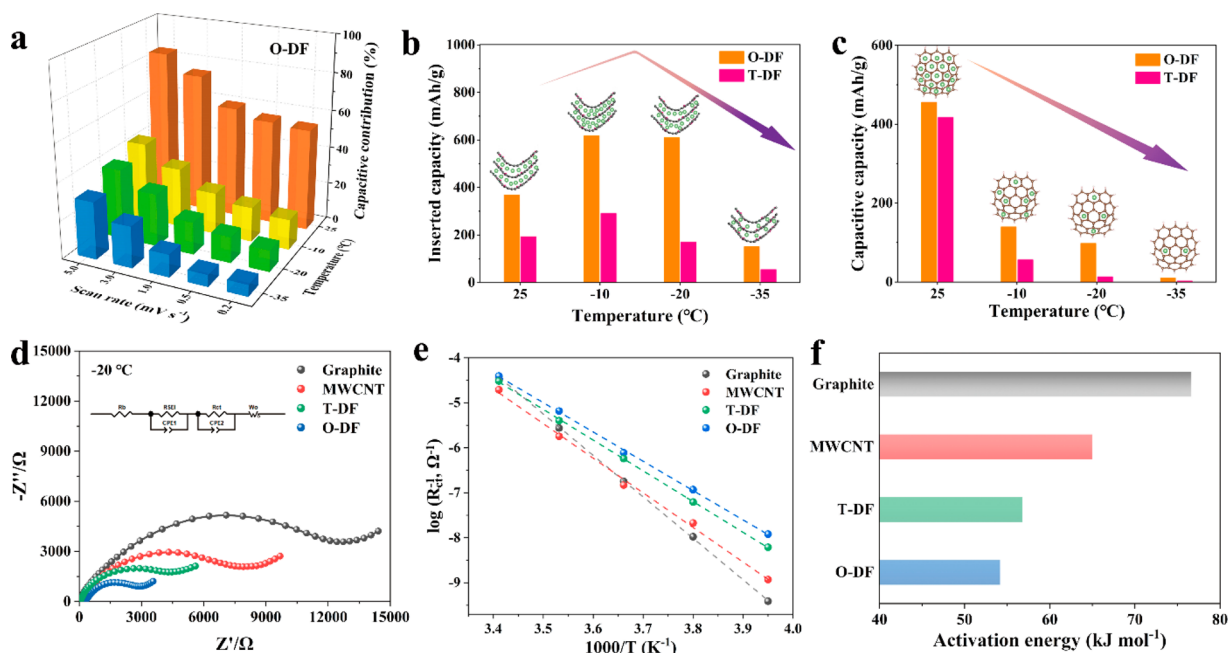 a
O-DF
100
80
60
40
20
0
Capacitive contribution (%)
25
-10
-20
-35
Temperature (°C)
5.0
3.0
1.0
0.5
0.2
Scan rate (mV s⁻¹)
b
1000
800
600
400
200
0
Inserted capacity (mAh/g)
O-DF
T-DF
25 -10 -20 -35
Temperature (°C)
c
600
400
200
0
Capacitive capacity (mAh/g)
O-DF
T-DF
25 -10 -20 -35
Temperature (°C)
d
-20 °C
15000
12000
9000
6000
3000
0
-Z''/Ω
Graphite
MWCNT
T-DF
O-DF
Rb RSEI Rct Wo
CPE1 CPE2
0 3000 6000 9000 12000 15000
Z'/Ω
e
-4
-5
-6
-7
-8
-9
log (R⁻¹ct, Ω⁻¹)
Graphite
MWCNT
T-DF
O-DF
3.4 3.5 3.6 3.7 3.8 3.9 4.0
1000/T (K⁻¹)
f
Graphite
MWCNT
T-DF
O-DF
40 50 60 70 80
Activation energy (kJ mol⁻¹)